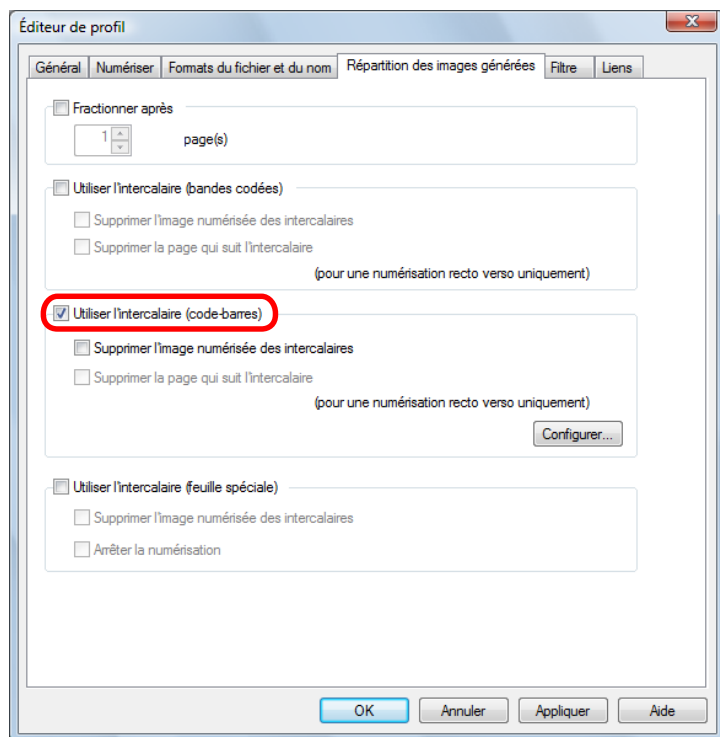 Éditeur de profil
Général Numériser Formats du fichier et du nom Répartition des images générées Filtre Liens
Fractionner après
1 page(s)
Utiliser l'intercalaire (bandes codées)
Supprimer l'image numérisée des intercalaires
Supprimer la page qui suit l'intercalaire
(pour une numérisation recto verso uniquement)
Utiliser l'intercalaire (code-barres)
Supprimer l'image numérisée des intercalaires
Supprimer la page qui suit l'intercalaire
(pour une numérisation recto verso uniquement)
Configurer...
Utiliser l'intercalaire (feuille spéciale)
Supprimer l'image numérisée des intercalaires
Arrêter la numérisation
OK Annuler Appliquer Aide